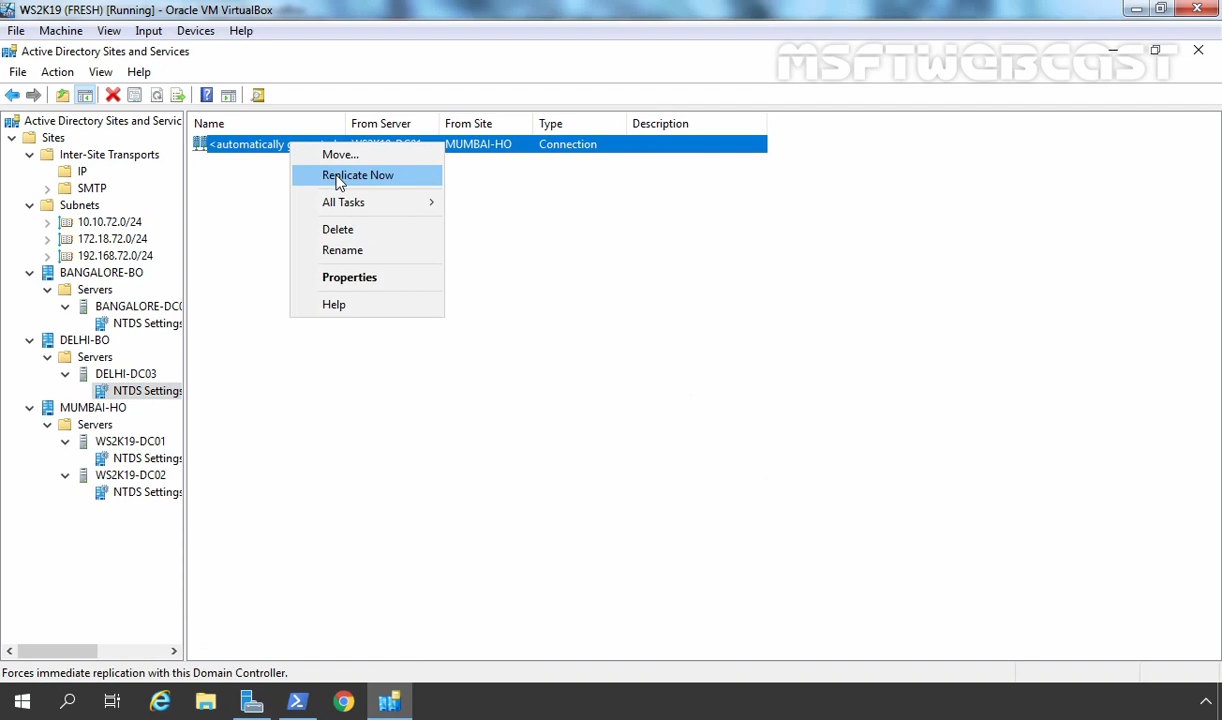 WS2K19 (FRESH) [Running] - Oracle VM VirtualBox
File Machine View Input Devices Help
Active Directory Sites and Services
MSFTWEBCAST
File Action View Help
Active Directory Sites and Servic
Name From Server From Site Type Description
<automatically MUMBAI-HO Connection
Move...
Replicate Now
All Tasks
Delete
Rename
Properties
Help
Sites
Inter-Site Transports
IP
SMTP
Subnets
10.10.72.0/24
172.18.72.0/24
192.168.72.0/24
BANGALORE-BO
Servers
BANGALORE-DC0
NTDS Settings
DELHI-BO
Servers
DELHI-DC03
NTDS Settings
MUMBAI-HO
Servers
WS2K19-DC01
NTDS Settings
WS2K19-DC02
NTDS Settings
Forces immediate replication with this Domain Controller.